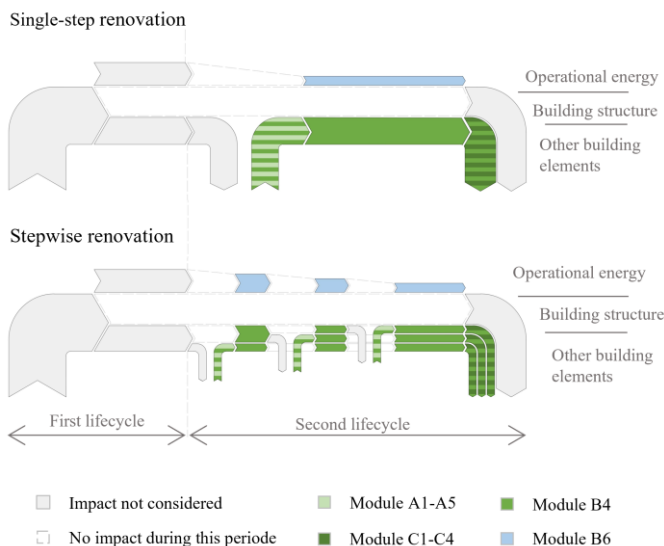 Single-step renovation
Operational energy
Building structure
Other building
elements
Stepwise renovation
Operational energy
Building structure
Other building
elements
First lifecycle
Second lifecycle
Impact not considered
Module A1-A5
Module B4
No impact during this periode
Module C1-C4
Module B6